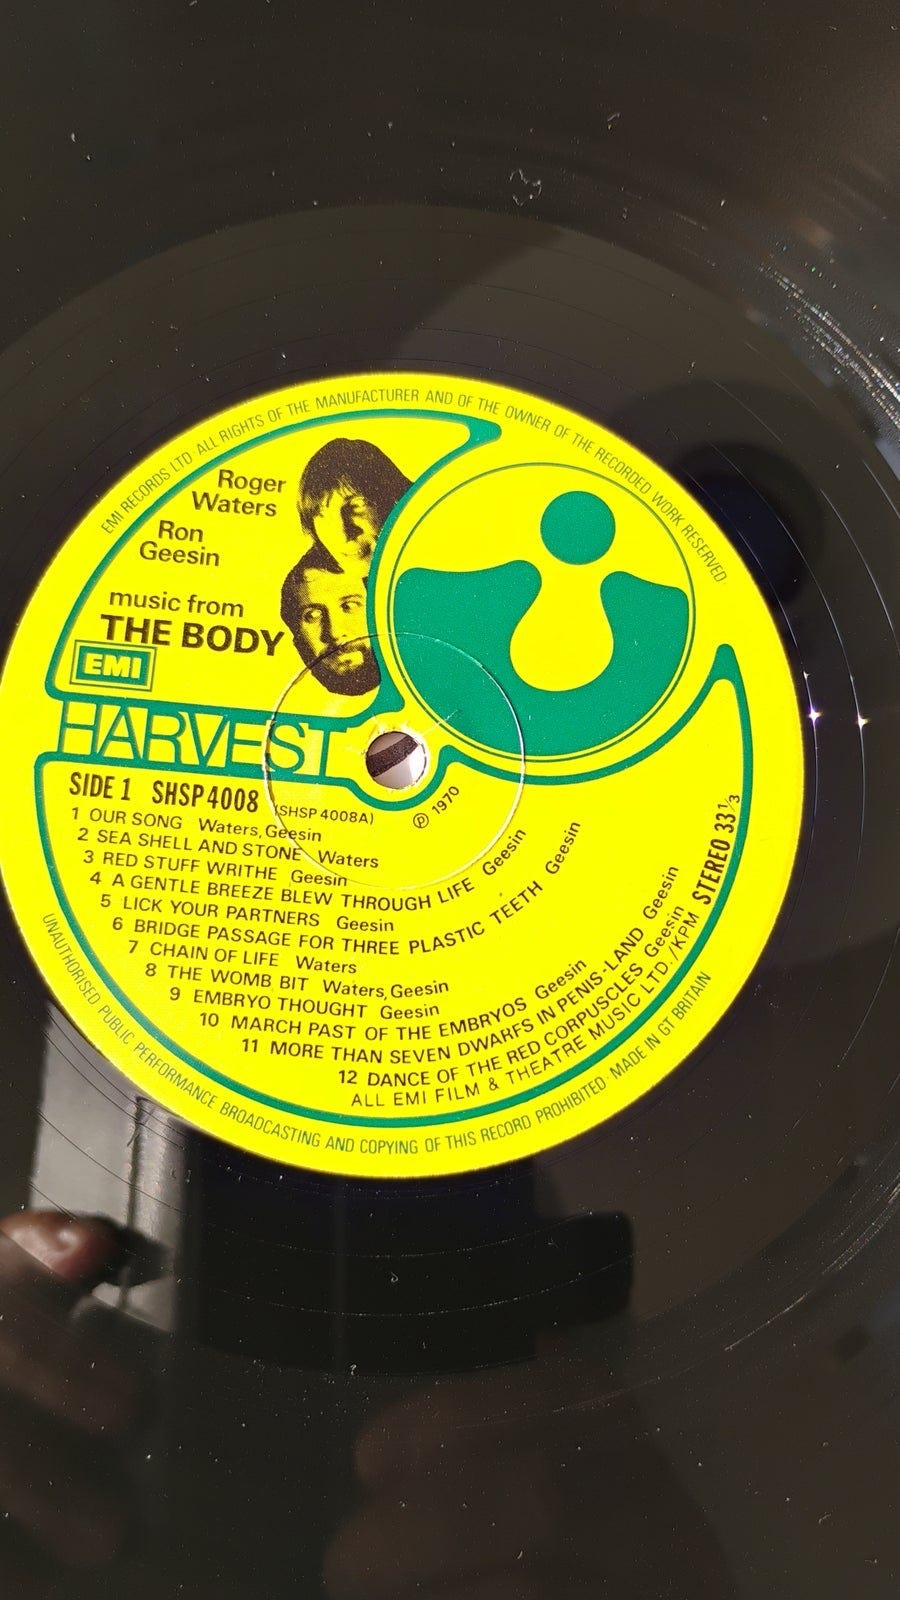 EMI RECORDS LTD ALL RIGHTS OF THE MANUFACTURER AND OF THE OWNER OF THE RECORDED WORK RESERVED
Roger
Waters
Ron
Geesin
music from
THE BODY
EMI
HARVEST
SIDE 1 SHSP 4008 (SHSP 4008A) ℗ 1970
1 OUR SONG Waters, Geesin
2 SEA SHELL AND STONE Waters
3 RED STUFF WRITHE Geesin
4 A GENTLE BREEZE BLEW THROUGH LIFE Geesin
5 LICK YOUR PARTNERS Geesin
6 BRIDGE PASSAGE FOR THREE PLASTIC TEETH Geesin
7 CHAIN OF LIFE Waters
8 THE WOMB BIT Waters, Geesin
9 EMBRYO THOUGHT Geesin
10 MARCH PAST OF THE EMBRYOS Geesin
11 MORE THAN SEVEN DWARFS IN PENIS-LAND Geesin
12 DANCE OF THE RED CORPUSCLES Geesin
ALL EMI FILM & THEATRE MUSIC LTD./KPM
STEREO 33⅓
UNAUTHORISED PUBLIC PERFORMANCE BROADCASTING AND COPYING OF THIS RECORD PROHIBITED · MADE IN GT BRITAIN